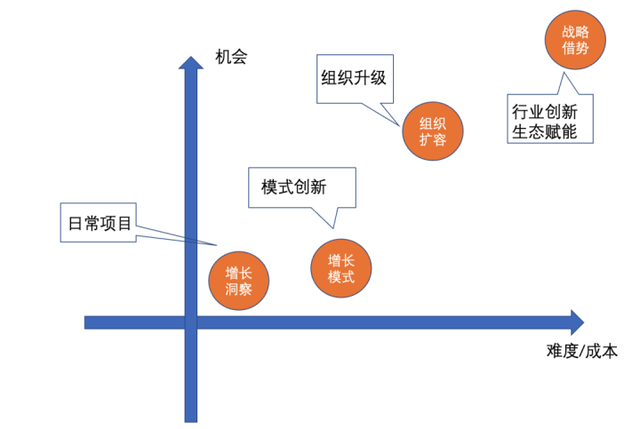 战略
借势
机会
组织升级
行业创新
生态赋能
组织
扩容
模式创新
日常项目
增长
洞察
增长
模式
难度/成本